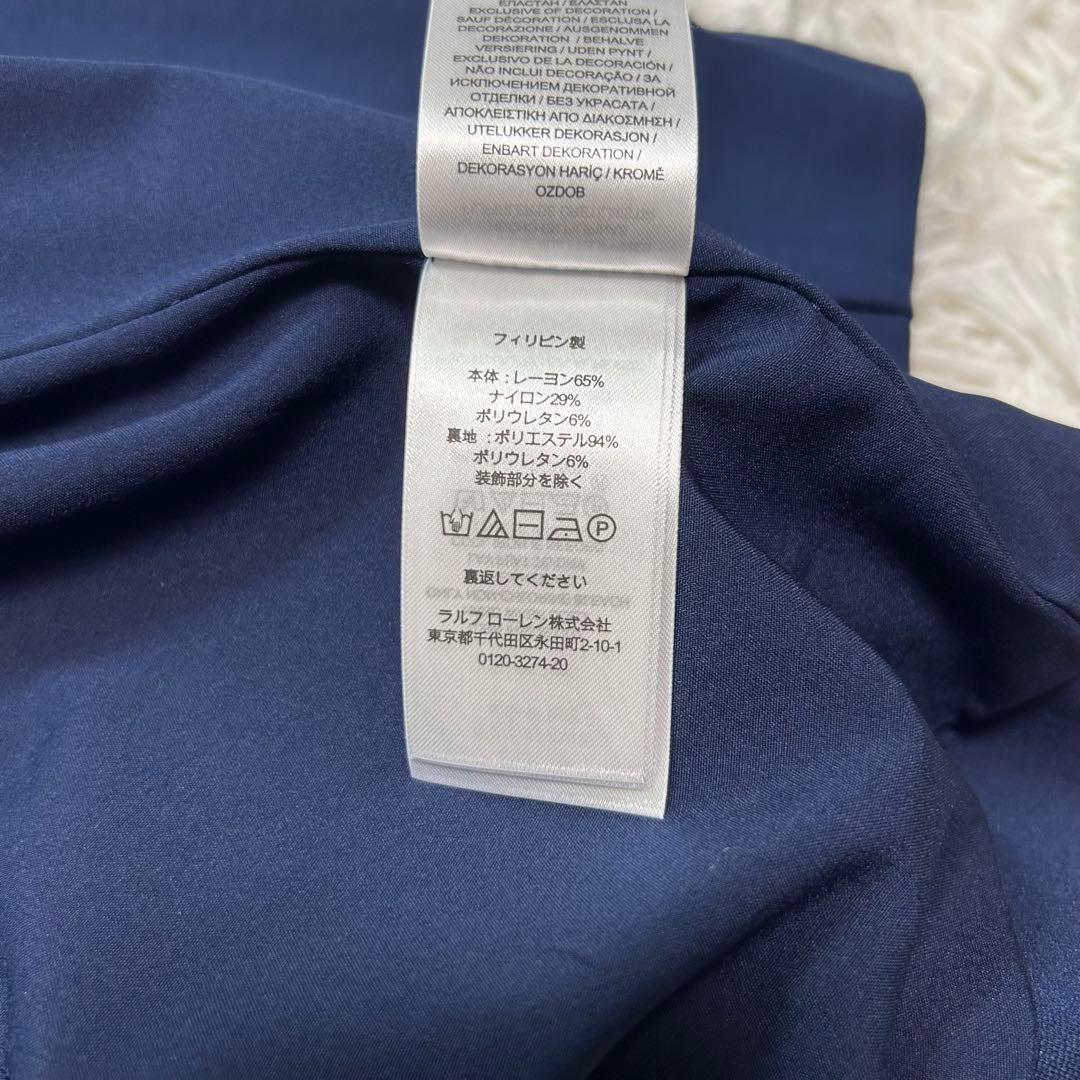 ЕЛАСТАН / ΕΛΑΣΤΑΝ
EXCLUSIVE OF DECORATION /
SAUF DÉCORATION / ESCLUSA LA
DECORAZIONE / AUSGENOMMEN
DEKORATION / BEHALVE
VERSIERING / UDEN PYNT /
EXCLUSIVO DE LA DECORACIÓN /
NÃO INCLUI DECORAÇÃO / ЗА
ИСКЛЮЧЕНИЕМ ДЕКОРАТИВНОЙ
ОТДЕЛКИ / БЕЗ УКРАСАТА /
ΑΠΟΚΛΕΙΣΤΙΚΗ ΑΠΟ ΔΙΑΚΟΣΜΗΣΗ /
UTELUKKER DEKORASJON /
ENBART DEKORATION /
DEKORASYON HARİÇ / KROMĚ
OZDOB
フィリピン製
本体 : レーヨン65%
ナイロン29%
ポリウレタン6%
裏地 : ポリエステル94%
ポリウレタン6%
装飾部分を除く
P
裏返してください
ラルフ ローレン株式会社
東京都千代田区永田町2-10-1
0120-3274-20